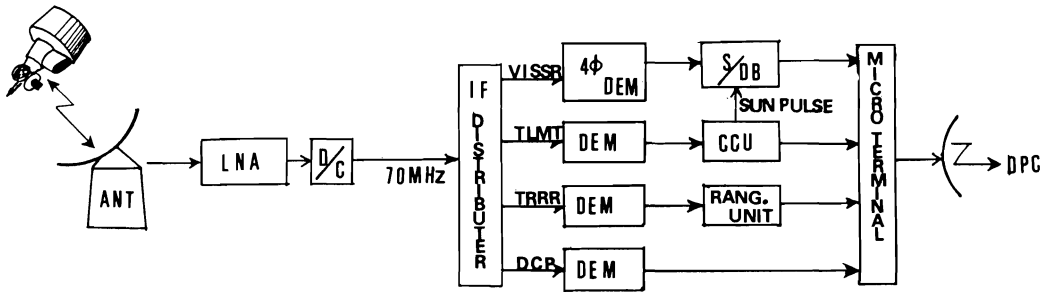 ANT
LNA
D/C
70MHz
IF DISTRIBUTER
VISSR
4ϕ DEM
S/DB
SUN PULSE
TLMT
DEM
CCU
TRRR
DEM
RANG. UNIT
DCP
DEM
MICRO TERMINAL
DPC